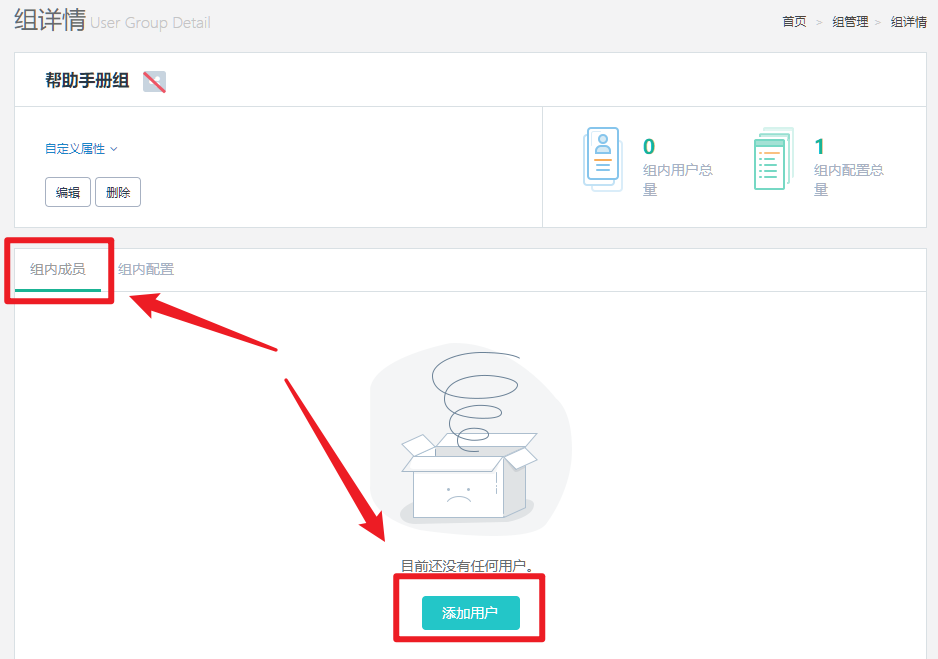 组详情 User Group Detail
首页 > 组管理 > 组详情
帮助手册组
自定义属性
编辑 删除
0
组内用户总
量
1
组内配置总
量
组内成员 组内配置
目前还没有任何用户。
添加用户